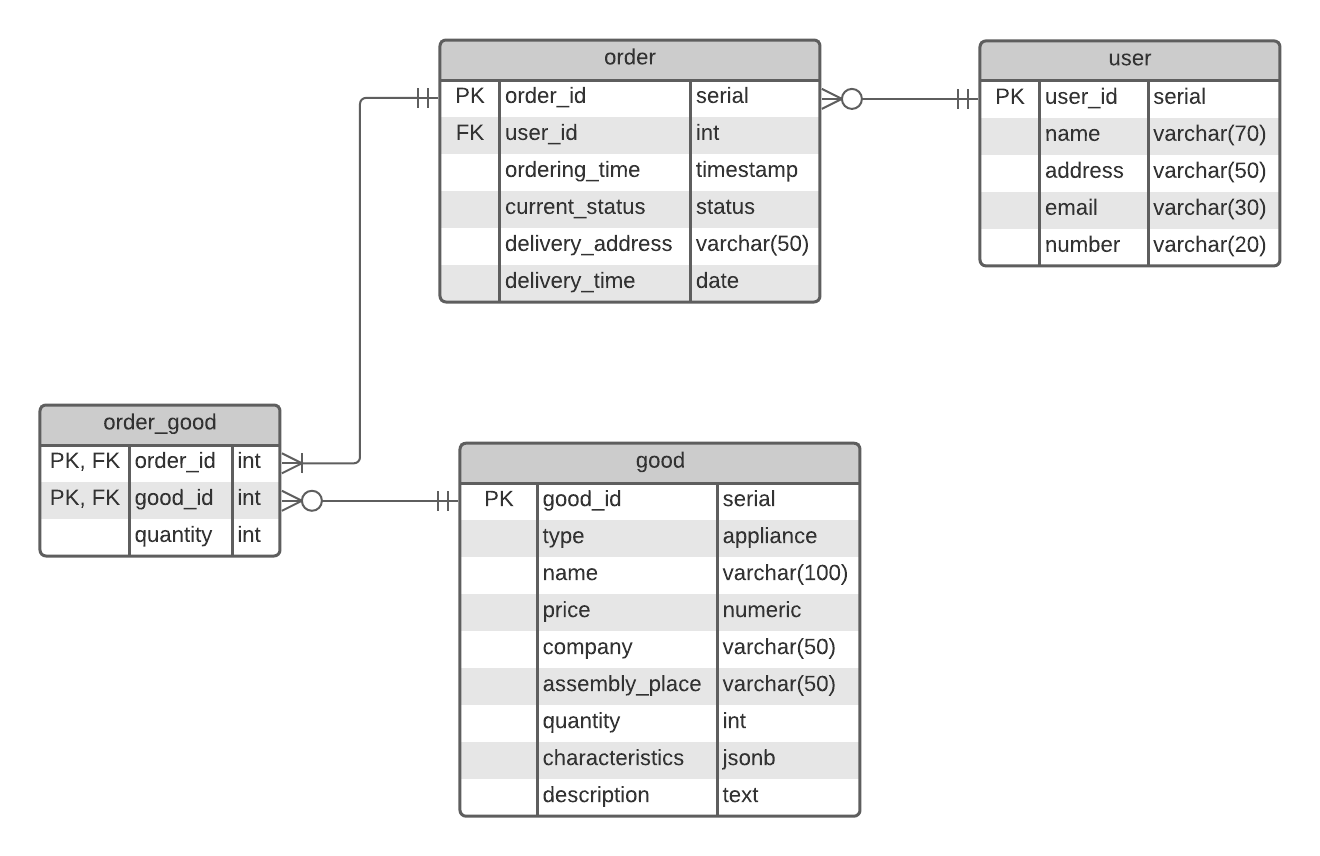 order
PK order_id serial
FK user_id int
ordering_time timestamp
current_status status
delivery_address varchar(50)
delivery_time date
user
PK user_id serial
name varchar(70)
address varchar(50)
email varchar(30)
number varchar(20)
order_good
PK, FK order_id int
PK, FK good_id int
quantity int
good
PK good_id serial
type appliance
name varchar(100)
price numeric
company varchar(50)
assembly_place varchar(50)
quantity int
characteristics jsonb
description text